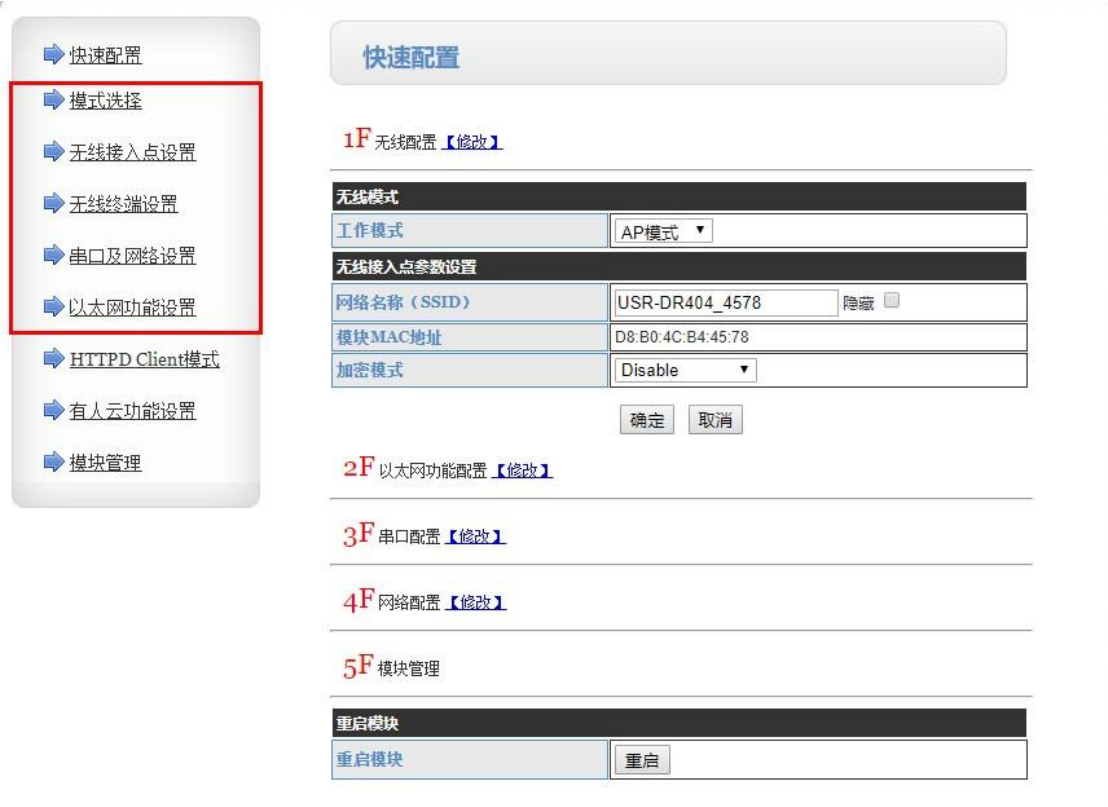 快速配置
模式选择
无线接入点设置
无线终端设置
串口及网络设置
以太网功能设置
HTTPD Client模式
有人云功能设置
模块管理
快速配置
1F 无线配置【修改】
无线模式
工作模式 AP模式
无线接入点参数设置
网络名称（SSID） USR-DR404_4578 隐藏
模块MAC地址 D8:B0:4C:B4:45:78
加密模式 Disable
确定 取消
2F 以太网功能配置【修改】
3F 串口配置【修改】
4F 网络配置【修改】
5F 模块管理
重启模块
重启模块 重启